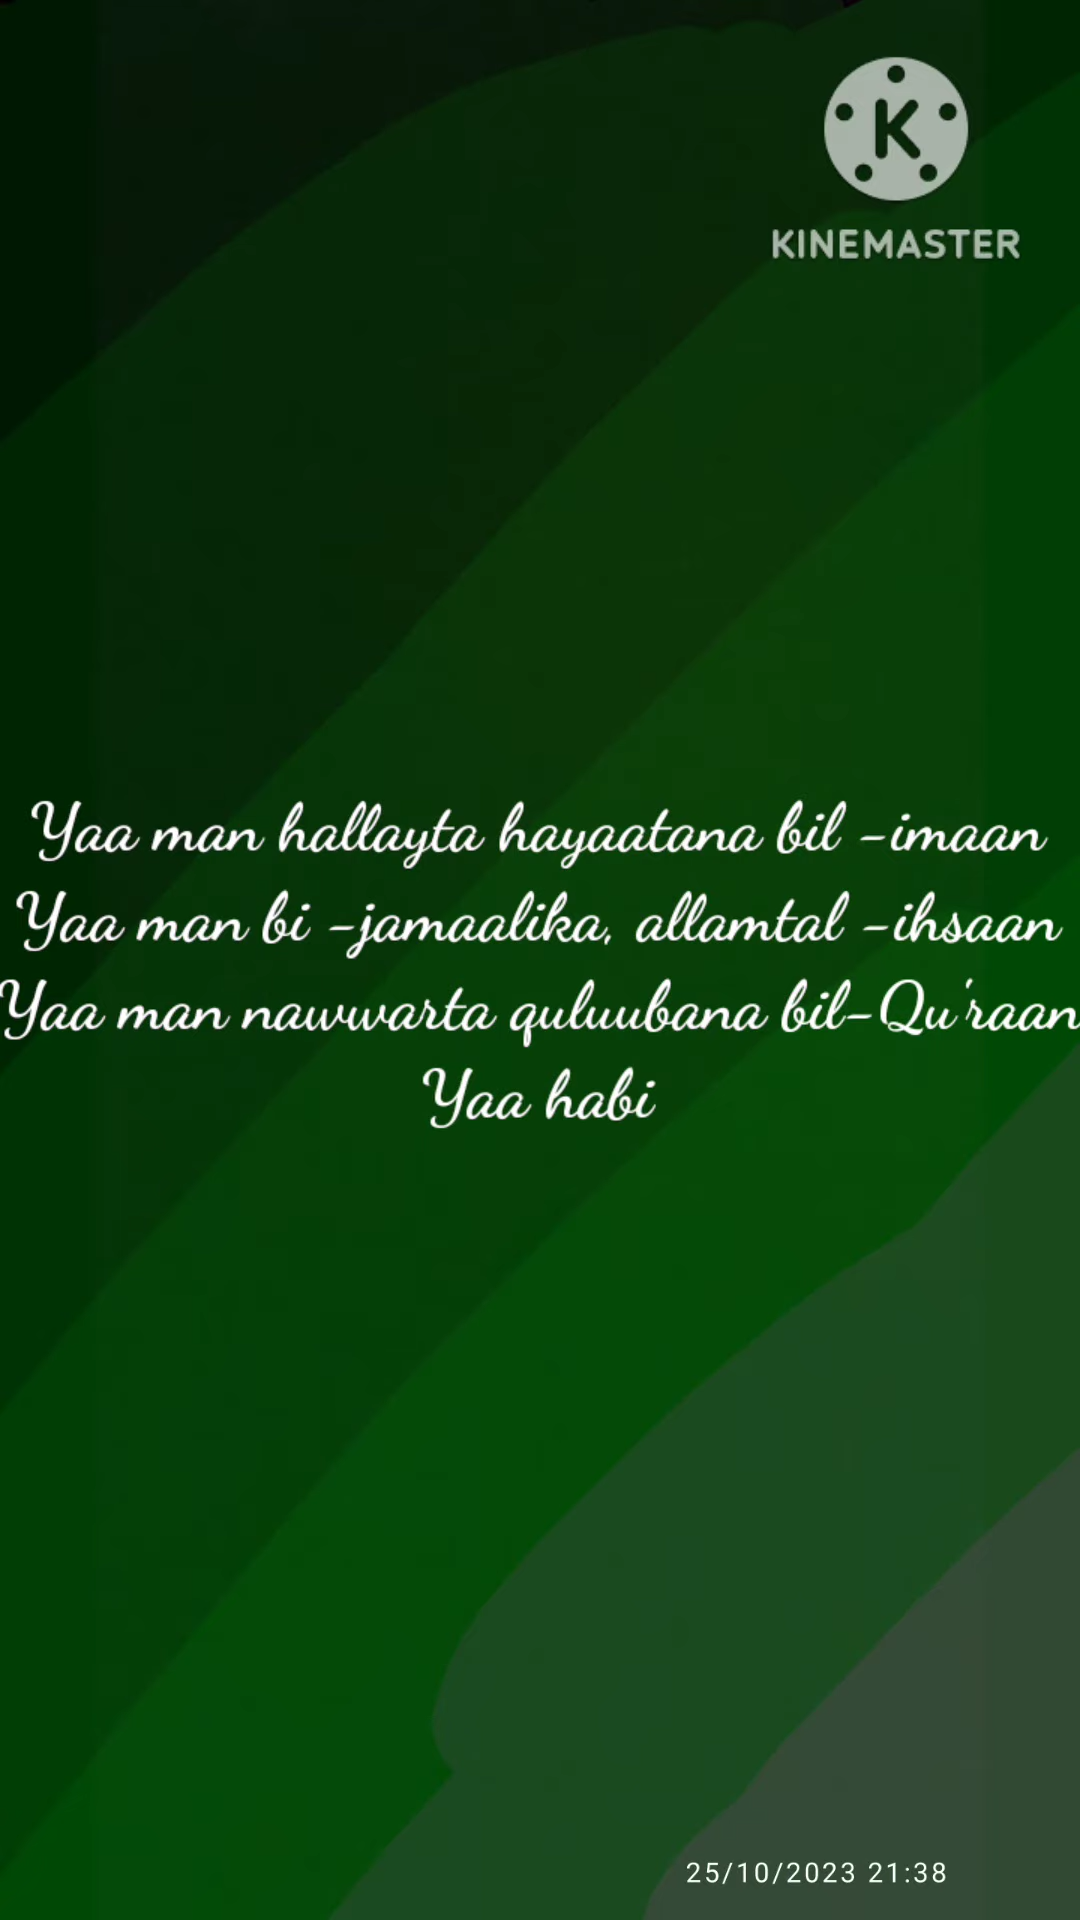 KINEMASTER
Yaa man hallayta hayaatana bil -imaan
Yaa man bi -jamaalika, allamtal -ihsaan
Yaa man nawwarta quluubana bil-Qu'raan
Yaa habi
25/10/2023 21:38